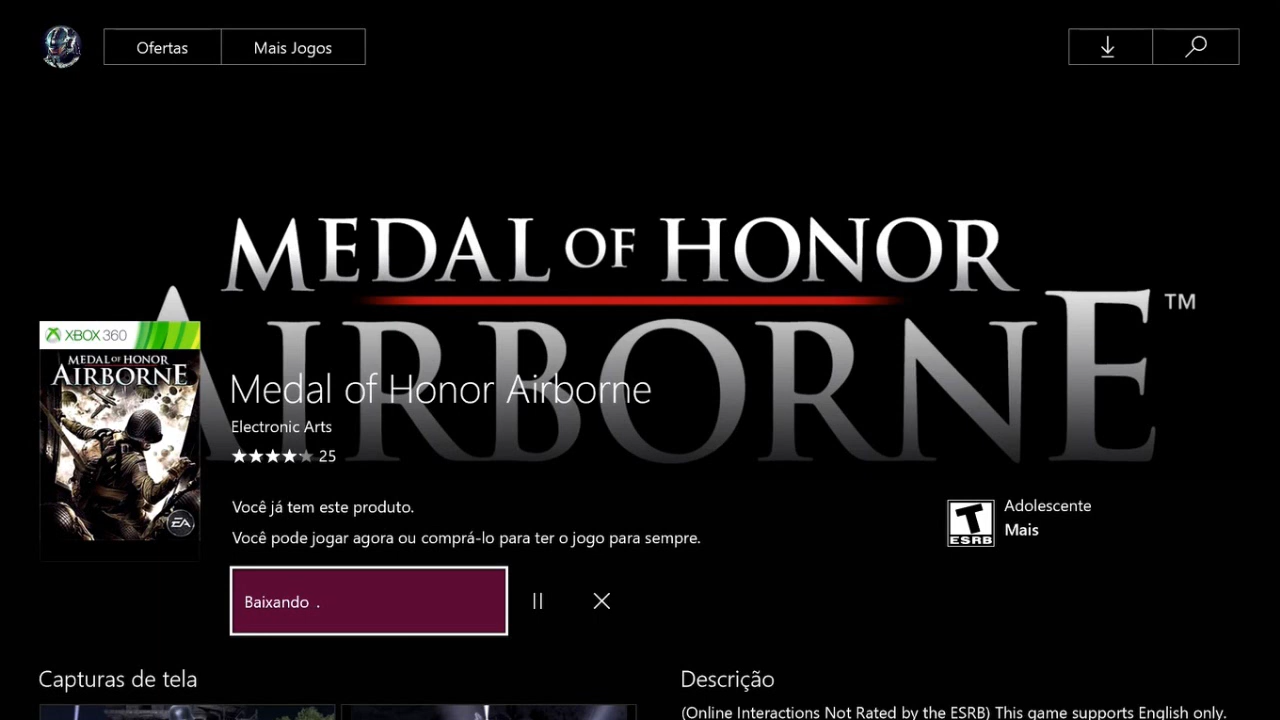 Ofertas
Mais Jogos
MEDAL OF HONOR
AIRBORNE™
XBOX 360
MEDAL OF HONOR
AIRBORNE
EA
Medal of Honor Airborne
Electronic Arts
25
Você já tem este produto.
Você pode jogar agora ou comprá-lo para ter o jogo para sempre.
T
ESRB
Adolescente
Mais
Baixando .
Capturas de tela
Descrição
(Online Interactions Not Rated by the ESRB) This game supports English only.